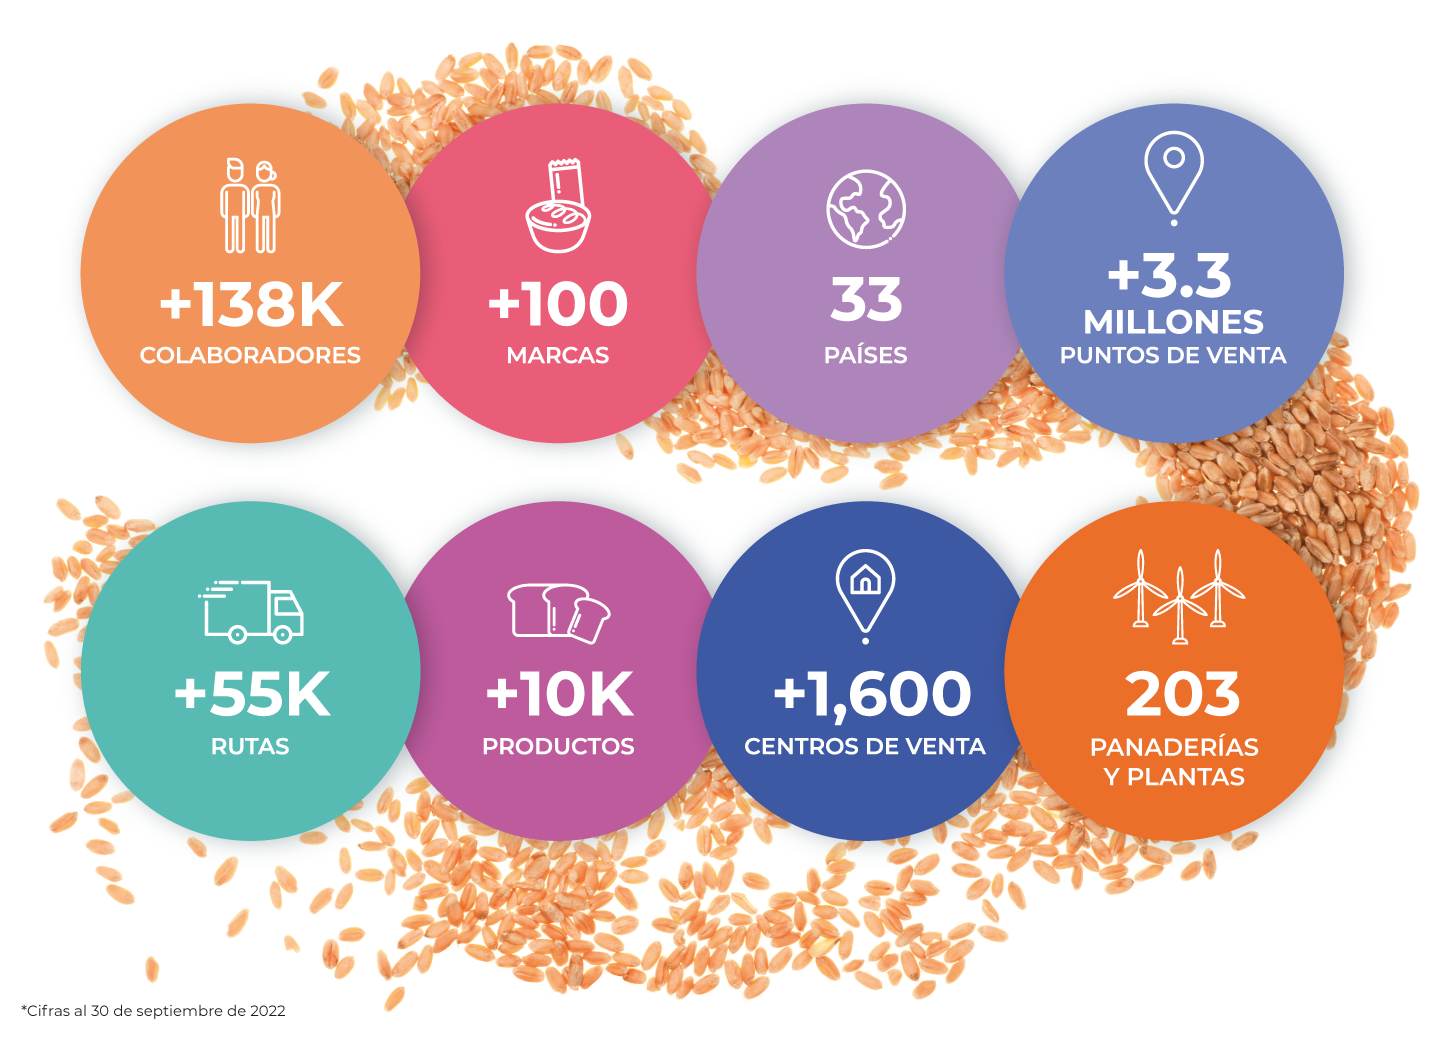 +138K
COLABORADORES
+100
MARCAS
33
PAÍSES
+3.3
MILLONES
PUNTOS DE VENTA
+55K
RUTAS
+10K
PRODUCTOS
+1,600
CENTROS DE VENTA
203
PANADERÍAS
Y PLANTAS
*Cifras al 30 de septiembre de 2022